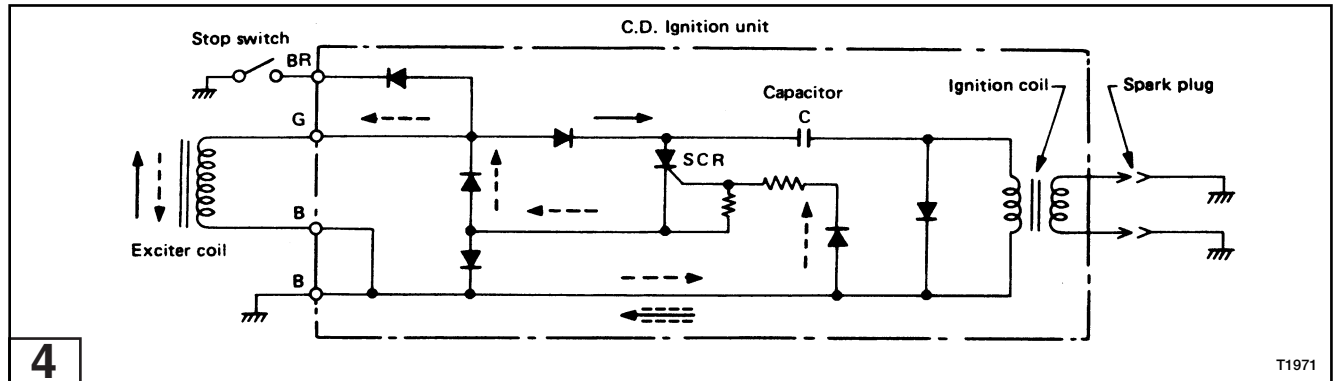 C.D. Ignition unit
Stop switch
BR
Capacitor
C
Ignition coil
Spark plug
G
SCR
B
Exciter coil
B
4
T1971